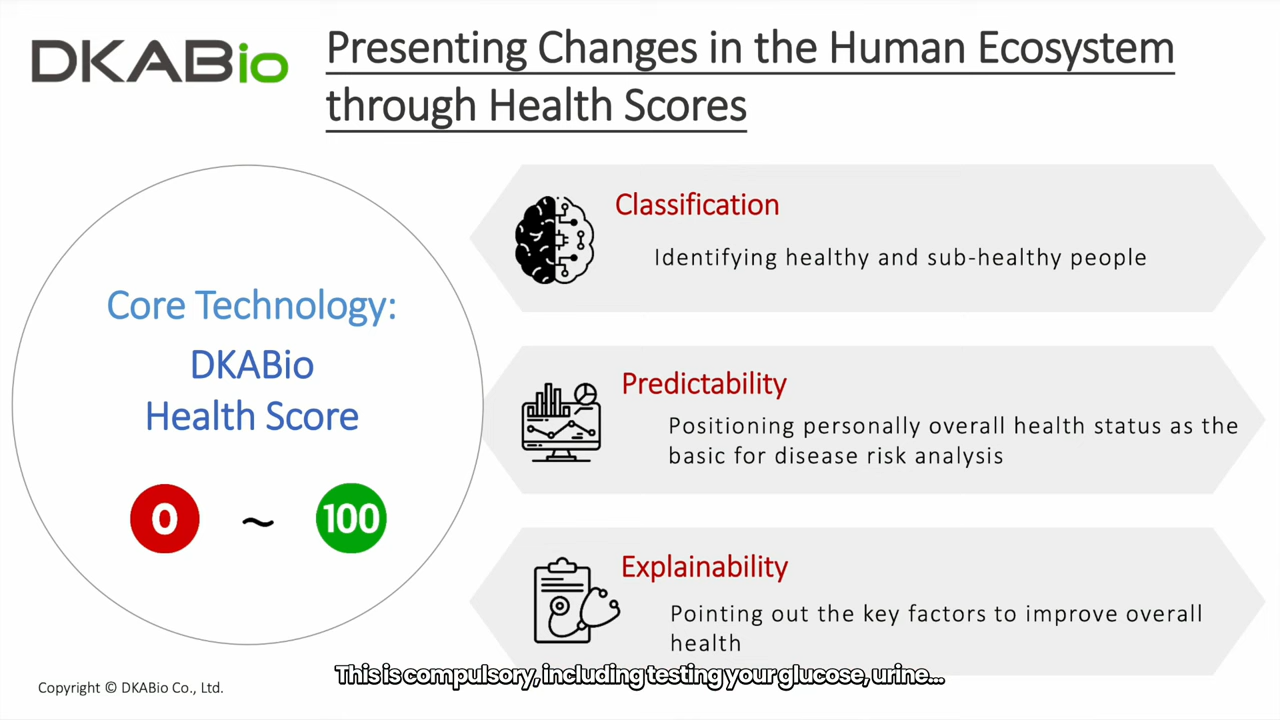 DKABio
Presenting Changes in the Human Ecosystem
through Health Scores
Core Technology:
DKABio
Health Score
0 ~ 100
Classification
Identifying healthy and sub-healthy people
Predictability
Positioning personally overall health status as the
basic for disease risk analysis
Explainability
Pointing out the key factors to improve overall
health
This is compulsory, including testing your glucose, urine...
Copyright © DKABio Co., Ltd.